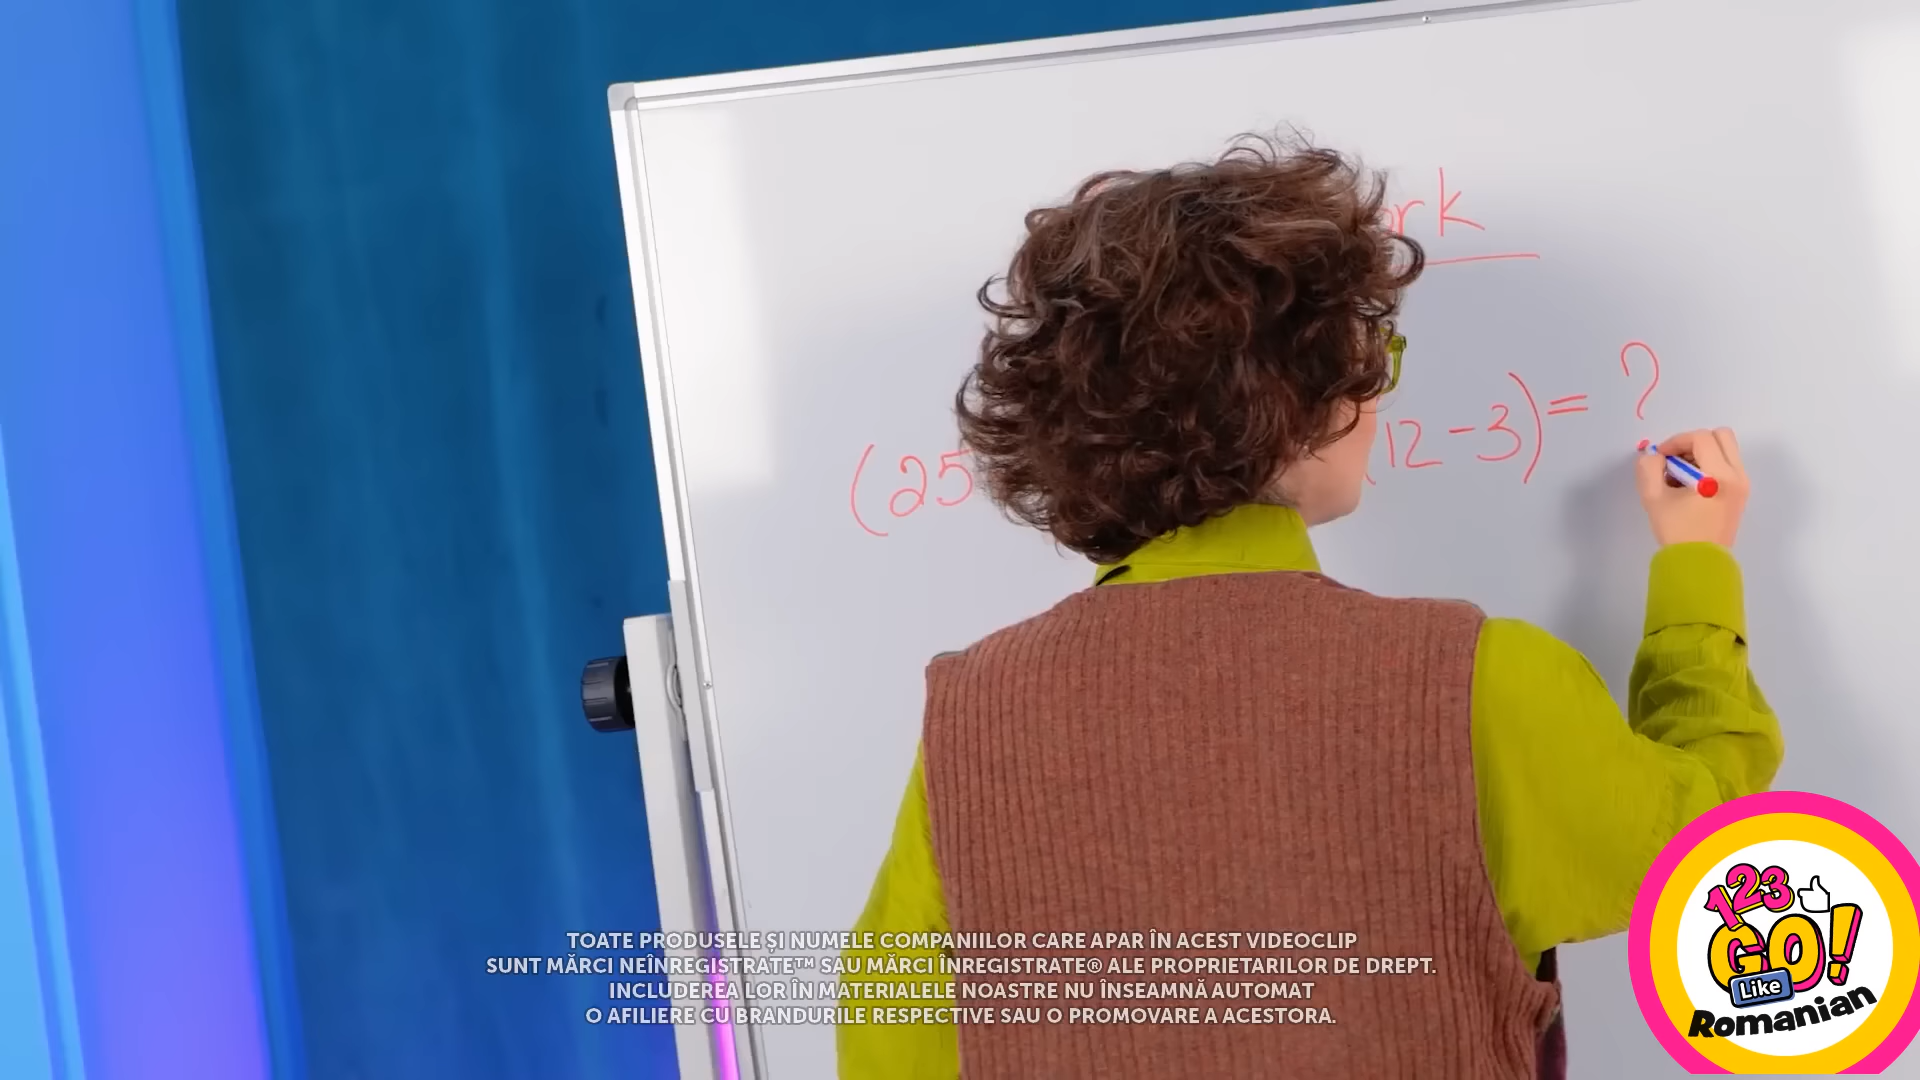 (25
(12-3)= ?
TOATE PRODUSELE ȘI NUMELE COMPANIILOR CARE APAR ÎN ACEST VIDEOCLIP
SUNT MĂRCI NEÎNREGISTRATE™ SAU MĂRCI ÎNREGISTRATE® ALE PROPRIETARILOR DE DREPT.
INCLUDEREA LOR ÎN MATERIALELE NOASTRE NU ÎNSEAMNĂ AUTOMAT
O AFILIERE CU BRANDURILE RESPECTIVE SAU O PROMOVARE A ACESTORA.
123
GO!
Like
Romanian